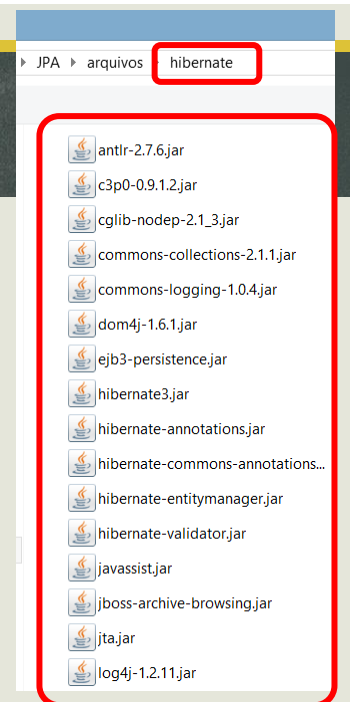 JPA arquivos hibernate
antlr-2.7.6.jar
c3p0-0.9.1.2.jar
cglib-nodep-2.1_3.jar
commons-collections-2.1.1.jar
commons-logging-1.0.4.jar
dom4j-1.6.1.jar
ejb3-persistence.jar
hibernate3.jar
hibernate-annotations.jar
hibernate-commons-annotations...
hibernate-entitymanager.jar
hibernate-validator.jar
javassist.jar
jboss-archive-browsing.jar
jta.jar
log4j-1.2.11.jar